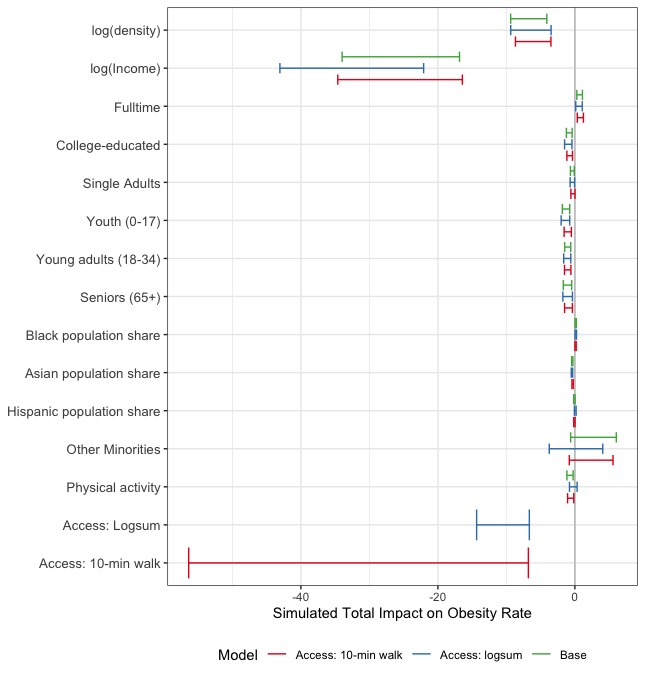 log(density)
log(Income)
Fulltime
College-educated
Single Adults
Youth (0-17)
Young adults (18-34)
Seniors (65+)
Black population share
Asian population share
Hispanic population share
Other Minorities
Physical activity
Access: Logsum
Access: 10-min walk
-40 -20 0
Simulated Total Impact on Obesity Rate
Model Access: 10-min walk Access: logsum Base